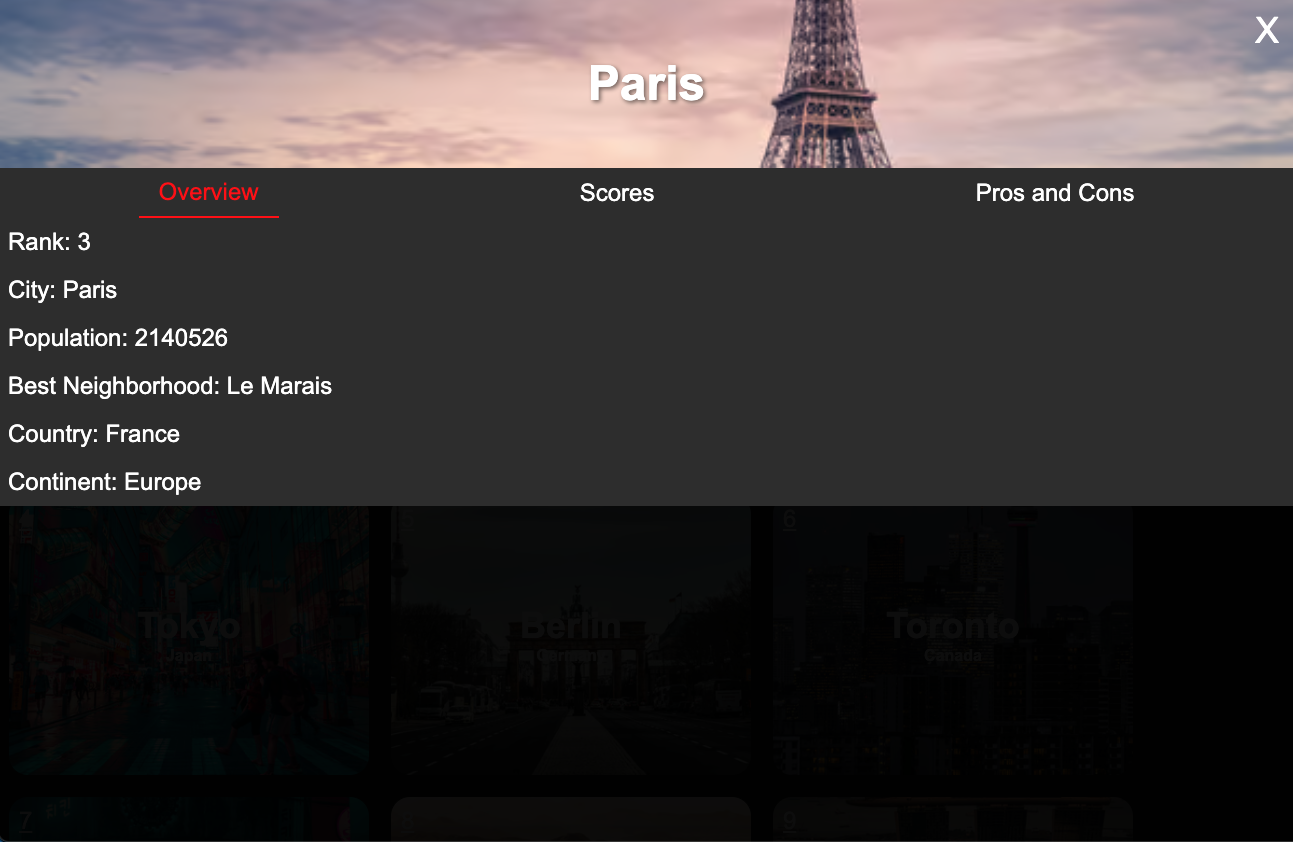 X
Paris
Overview Scores Pros and Cons
Rank: 3
City: Paris
Population: 2140526
Best Neighborhood: Le Marais
Country: France
Continent: Europe
6
Tokyo Berlin Toronto
Japan Germany Canada
7 9